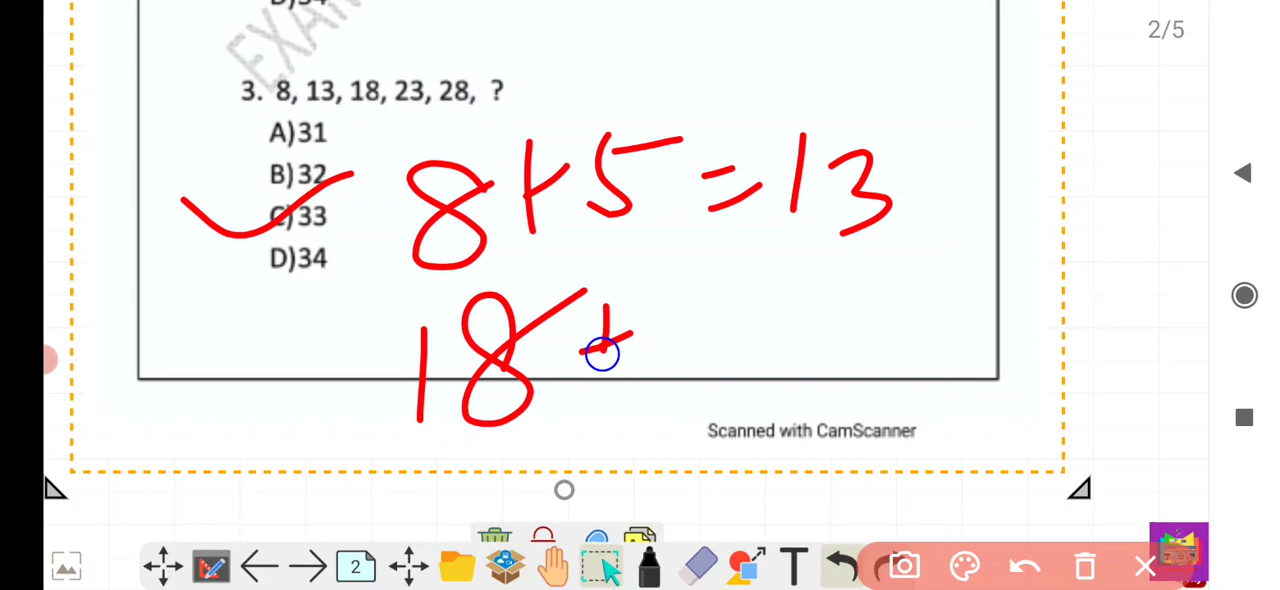 2/5
EXAM
3. 8, 13, 18, 23, 28, ?
A)31
B)32
C)33
D)34
8+5=13
18+
Scanned with CamScanner
2
T